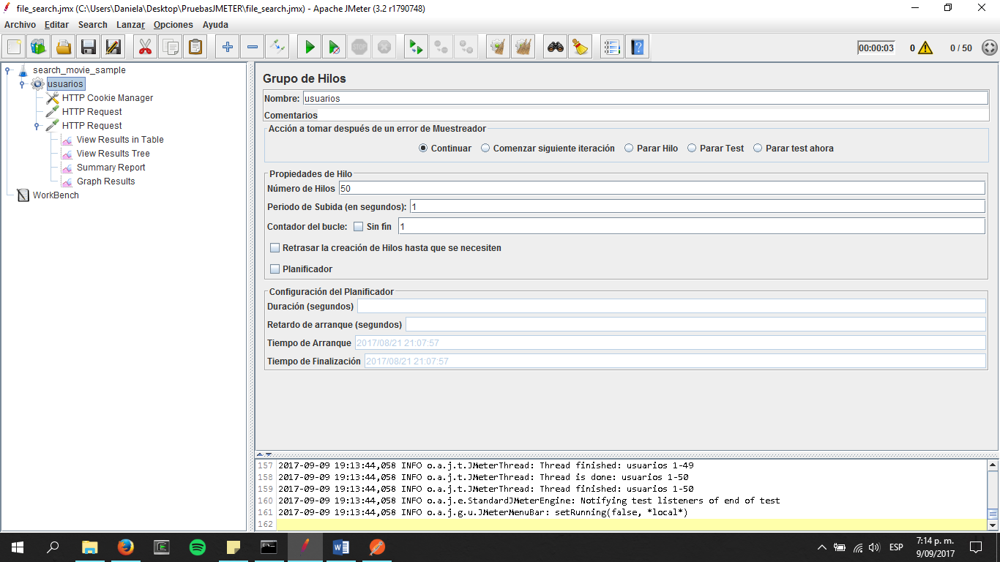 file_search.jmx (C:\Users\Daniela\Desktop\PruebasJMETER\file_search.jmx) - Apache JMeter (3.2 r1790748)
Archivo Editar Search Lanzar Opciones Ayuda
00:00:03 0 0 / 50
search_movie_sample
usuarios
HTTP Cookie Manager
HTTP Request
HTTP Request
View Results in Table
View Results Tree
Summary Report
Graph Results
WorkBench
Grupo de Hilos
Nombre: usuarios
Comentarios
Acción a tomar después de un error de Muestreador
Continuar Comenzar siguiente iteración Parar Hilo Parar Test Parar test ahora
Propiedades de Hilo
Número de Hilos 50
Periodo de Subida (en segundos): 1
Contador del bucle: Sin fin 1
Retrasar la creación de Hilos hasta que se necesiten
Planificador
Configuración del Planificador
Duración (segundos)
Retardo de arranque (segundos)
Tiempo de Arranque 2017/08/21 21:07:57
Tiempo de Finalización 2017/08/21 21:07:57
157 2017-09-09 19:13:44,058 INFO o.a.j.t.JMeterThread: Thread finished: usuarios 1-49
158 2017-09-09 19:13:44,058 INFO o.a.j.t.JMeterThread: Thread is done: usuarios 1-50
159 2017-09-09 19:13:44,058 INFO o.a.j.t.JMeterThread: Thread finished: usuarios 1-50
160 2017-09-09 19:13:44,058 INFO o.a.j.e.StandardJMeterEngine: Notifying test listeners of end of test
161 2017-09-09 19:13:44,058 INFO o.a.j.g.u.JMeterMenuBar: setRunning(false, *local*)
162
ESP
7:14 p. m.
9/09/2017